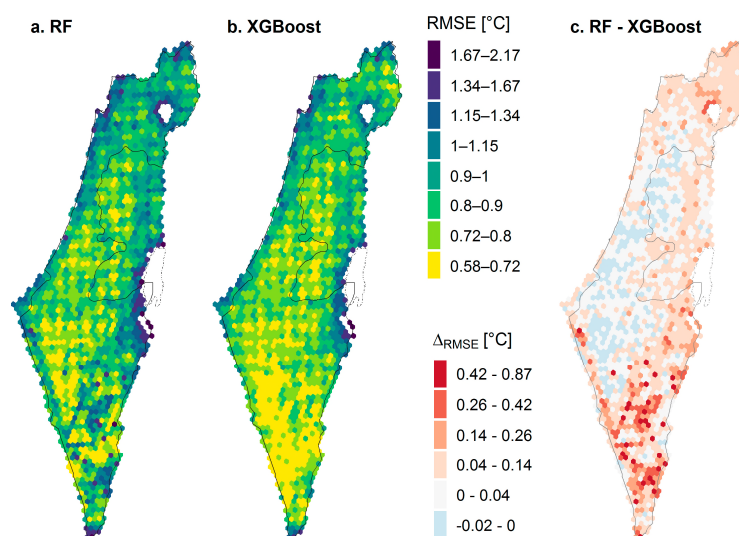 a. RF
b. XGBoost
RMSE [°C]
1.67–2.17
1.34–1.67
1.15–1.34
1–1.15
0.9–1
0.8–0.9
0.72–0.8
0.58–0.72
c. RF - XGBoost
ΔRMSE [°C]
0.42 - 0.87
0.26 - 0.42
0.14 - 0.26
0.04 - 0.14
0 - 0.04
-0.02 - 0